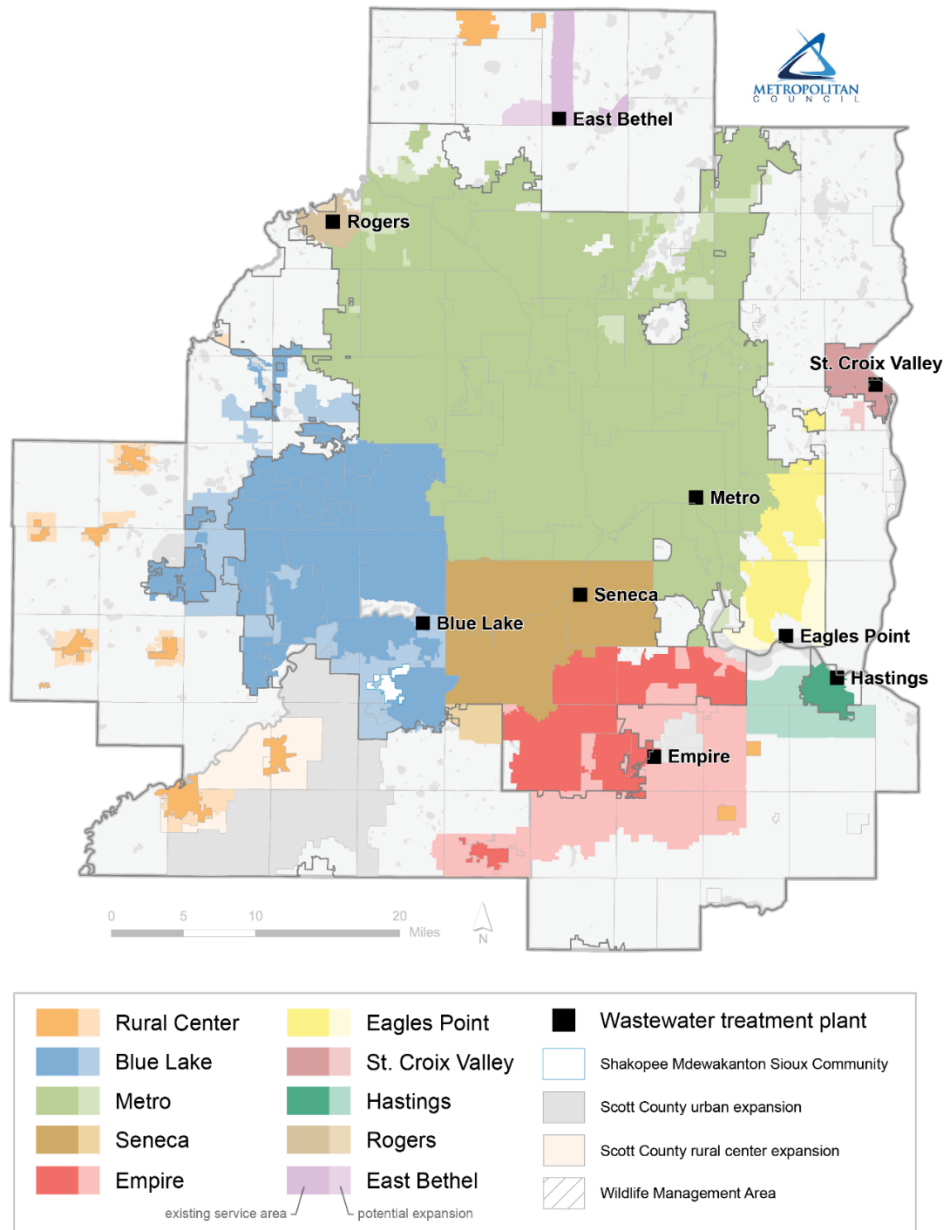 METROPOLITAN
COUNCIL
East Bethel
Rogers
St. Croix Valley
Metro
Seneca
Blue Lake
Eagles Point
Hastings
Empire
0 5 10 20
Miles
N
Rural Center
Blue Lake
Metro
Seneca
Empire
existing service area
Eagles Point
St. Croix Valley
Hastings
Rogers
East Bethel
potential expansion
Wastewater treatment plant
Shakopee Mdewakanton Sioux Community
Scott County urban expansion
Scott County rural center expansion
Wildlife Management Area